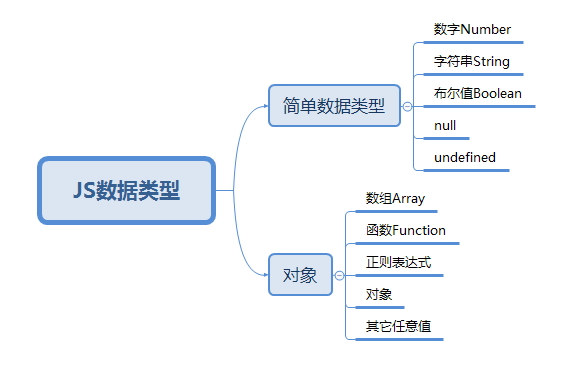 JS数据类型
简单数据类型
数字Number
字符串String
布尔值Boolean
null
undefined
对象
数组Array
函数Function
正则表达式
对象
其它任意值